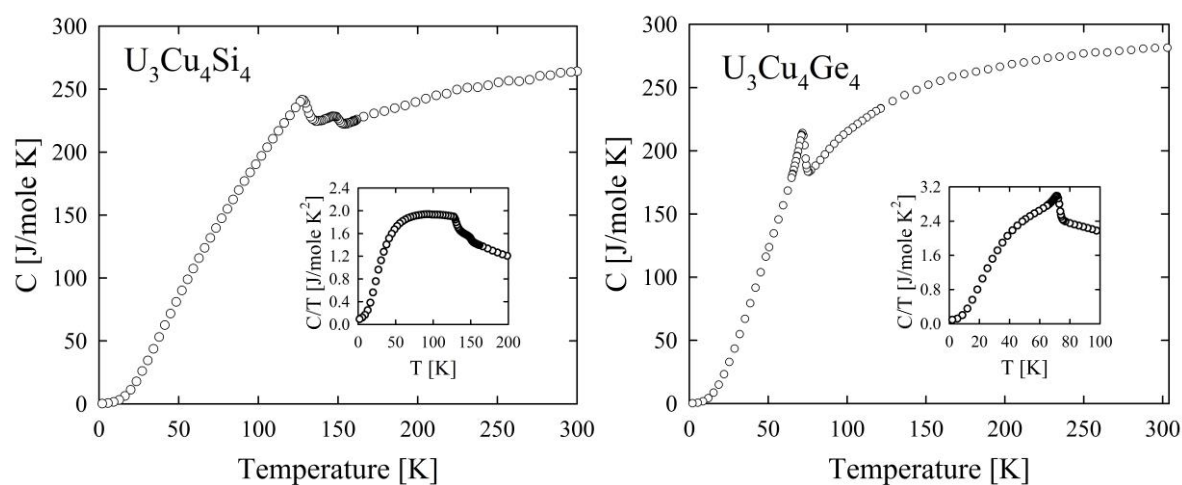 U₃Cu₄Si₄
C [J/mole K]
300
250
200
150
100
50
0
0 50 100 150 200 250 300
Temperature [K]
C/T [J/mole K²]
2.4
2.0
1.6
1.2
0.8
0.4
0.0
0 50 100 150 200
T [K]
U₃Cu₄Ge₄
C [J/mole K]
300
250
200
150
100
50
0
0 50 100 150 200 250 300
Temperature [K]
C/T [J/mole K²]
3.2
2.4
1.6
0.8
0.0
0 20 40 60 80 100
T [K]